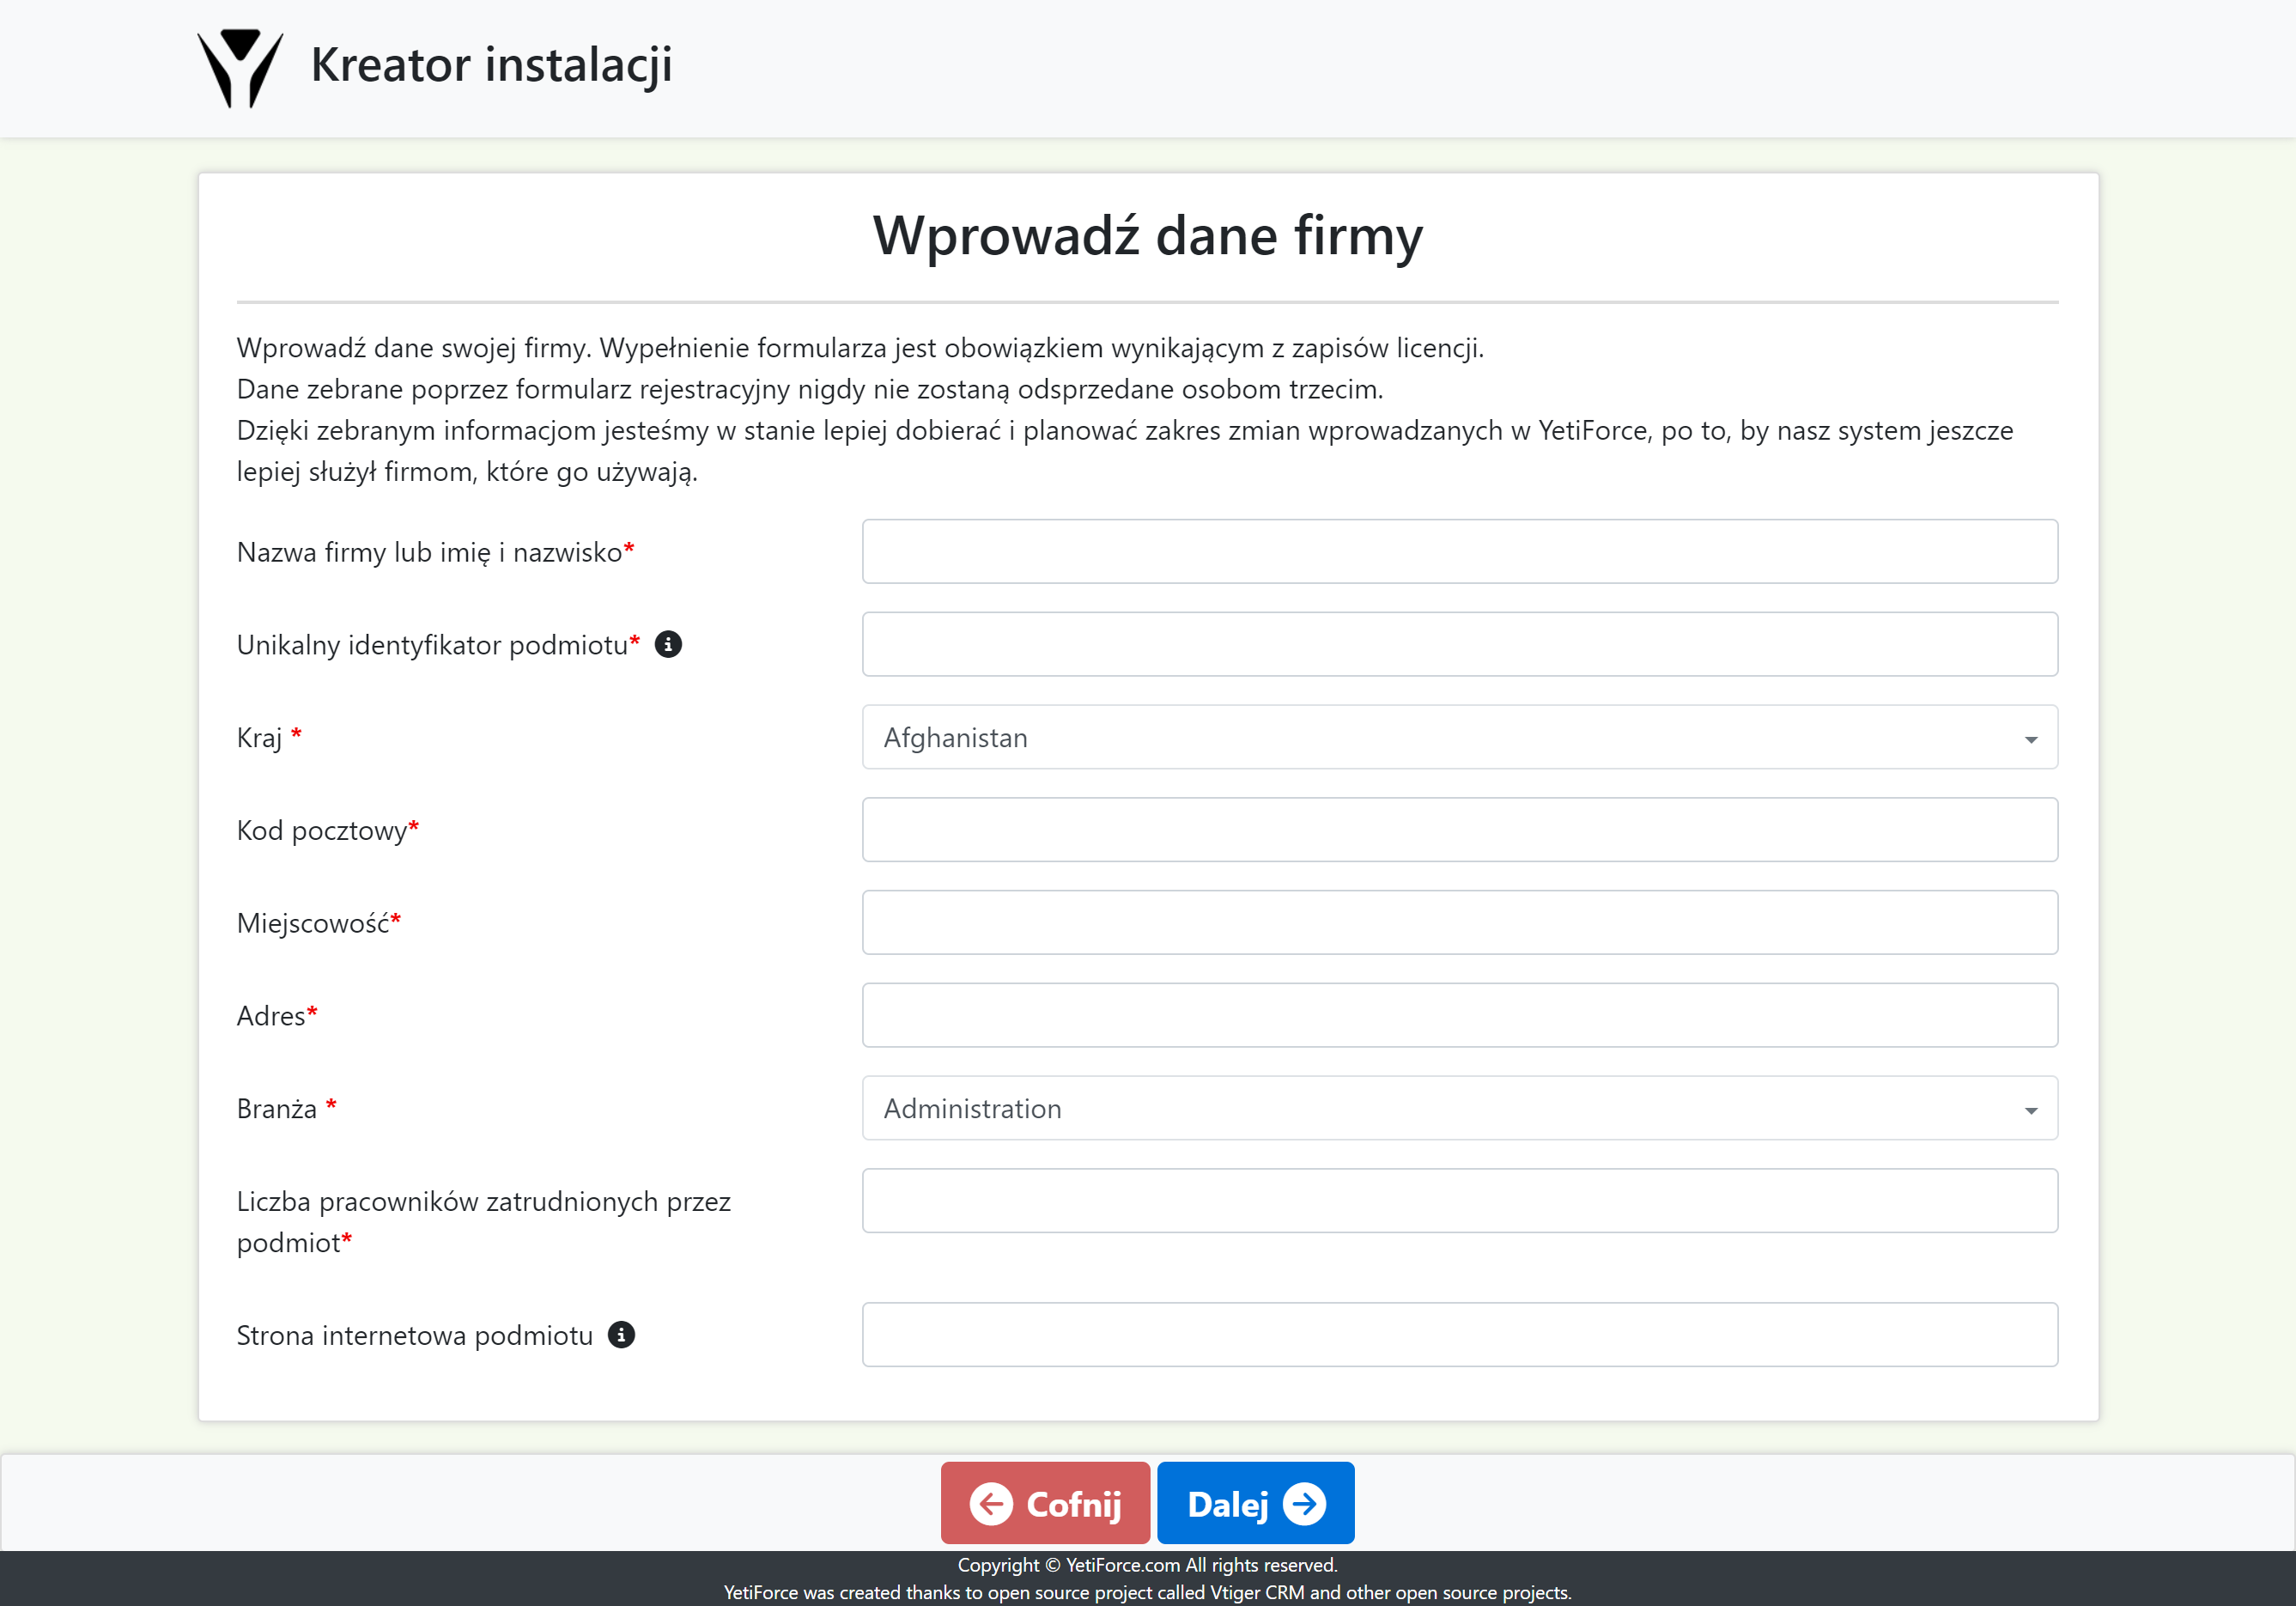 Kreator instalacji
Wprowadź dane firmy
Wprowadź dane swojej firmy. Wypełnienie formularza jest obowiązkiem wynikającym z zapisów licencji.
Dane zebrane poprzez formularz rejestracyjny nigdy nie zostaną odsprzedane osobom trzecim.
Dzięki zebranym informacjom jesteśmy w stanie lepiej dobierać i planować zakres zmian wprowadzanych w YetiForce, po to, by nasz system jeszcze
lepiej służył firmom, które go używają.
Nazwa firmy lub imię i nazwisko*
Unikalny identyfikator podmiotu*
Kraj *
Afghanistan
Kod pocztowy*
Miejscowość*
Adres*
Branża *
Administration
Liczba pracowników zatrudnionych przez
podmiot*
Strona internetowa podmiotu
Cofnij
Dalej
Copyright © YetiForce.com All rights reserved.
YetiForce was created thanks to open source project called Vtiger CRM and other open source projects.